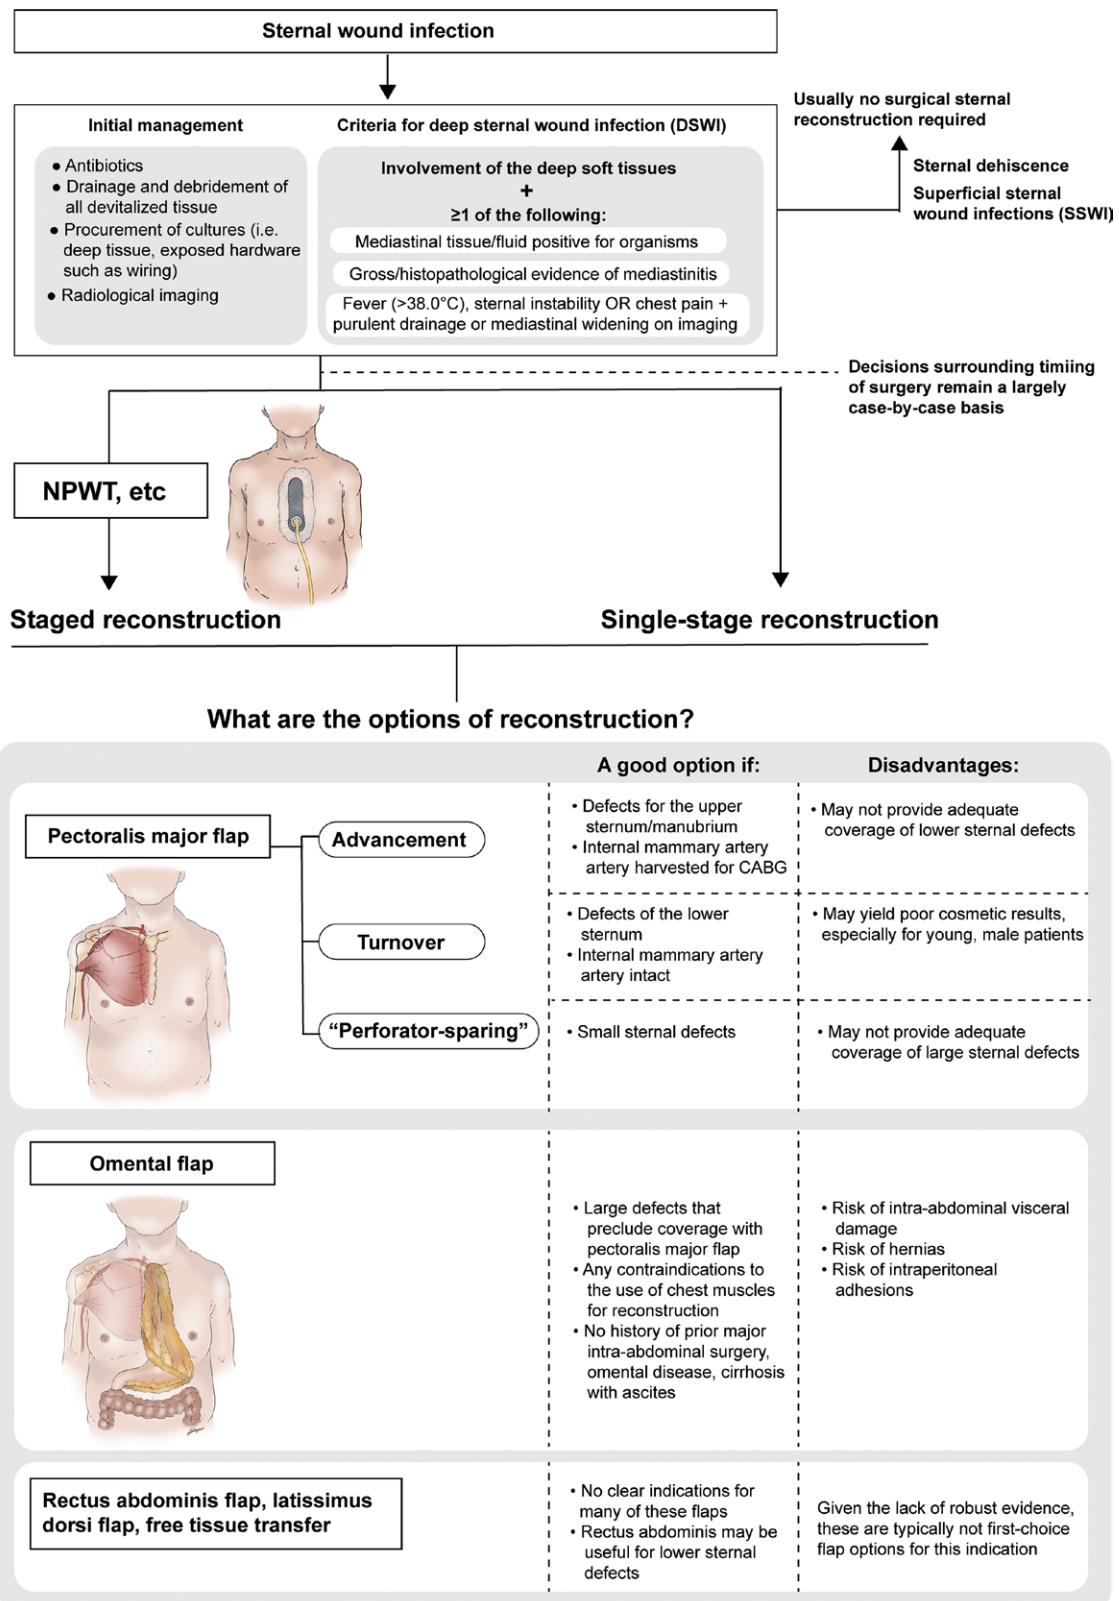 Sternal wound infection
Initial management
● Antibiotics
● Drainage and debridement of
all devitalized tissue
● Procurement of cultures (i.e.
deep tissue, exposed hardware
such as wiring)
● Radiological imaging
Criteria for deep sternal wound infection (DSWI)
Involvement of the deep soft tissues
+
≥1 of the following:
Mediastinal tissue/fluid positive for organisms
Gross/histopathological evidence of mediastinitis
Fever (>38.0°C), sternal instability OR chest pain +
purulent drainage or mediastinal widening on imaging
Usually no surgical sternal
reconstruction required
Sternal dehiscence
Superficial sternal
wound infections (SSWI)
Decisions surrounding timiing
of surgery remain a largely
case-by-case basis
NPWT, etc
Staged reconstruction
Single-stage reconstruction
What are the options of reconstruction?
A good option if:
Disadvantages:
Pectoralis major flap
Advancement
• Defects for the upper
sternum/manubrium
• Internal mammary artery
artery harvested for CABG
• May not provide adequate
coverage of lower sternal defects
Turnover
• Defects of the lower
sternum
• Internal mammary artery
artery intact
• May yield poor cosmetic results,
especially for young, male patients
“Perforator-sparing”
• Small sternal defects
• May not provide adequate
coverage of large sternal defects
Omental flap
• Large defects that
preclude coverage with
pectoralis major flap
• Any contraindications to
the use of chest muscles
for reconstruction
• No history of prior major
intra-abdominal surgery,
omental disease, cirrhosis
with ascites
• Risk of intra-abdominal visceral
damage
• Risk of hernias
• Risk of intraperitoneal
adhesions
Rectus abdominis flap, latissimus
dorsi flap, free tissue transfer
• No clear indications for
many of these flaps
• Rectus abdominis may be
useful for lower sternal
defects
Given the lack of robust evidence,
these are typically not first-choice
flap options for this indication